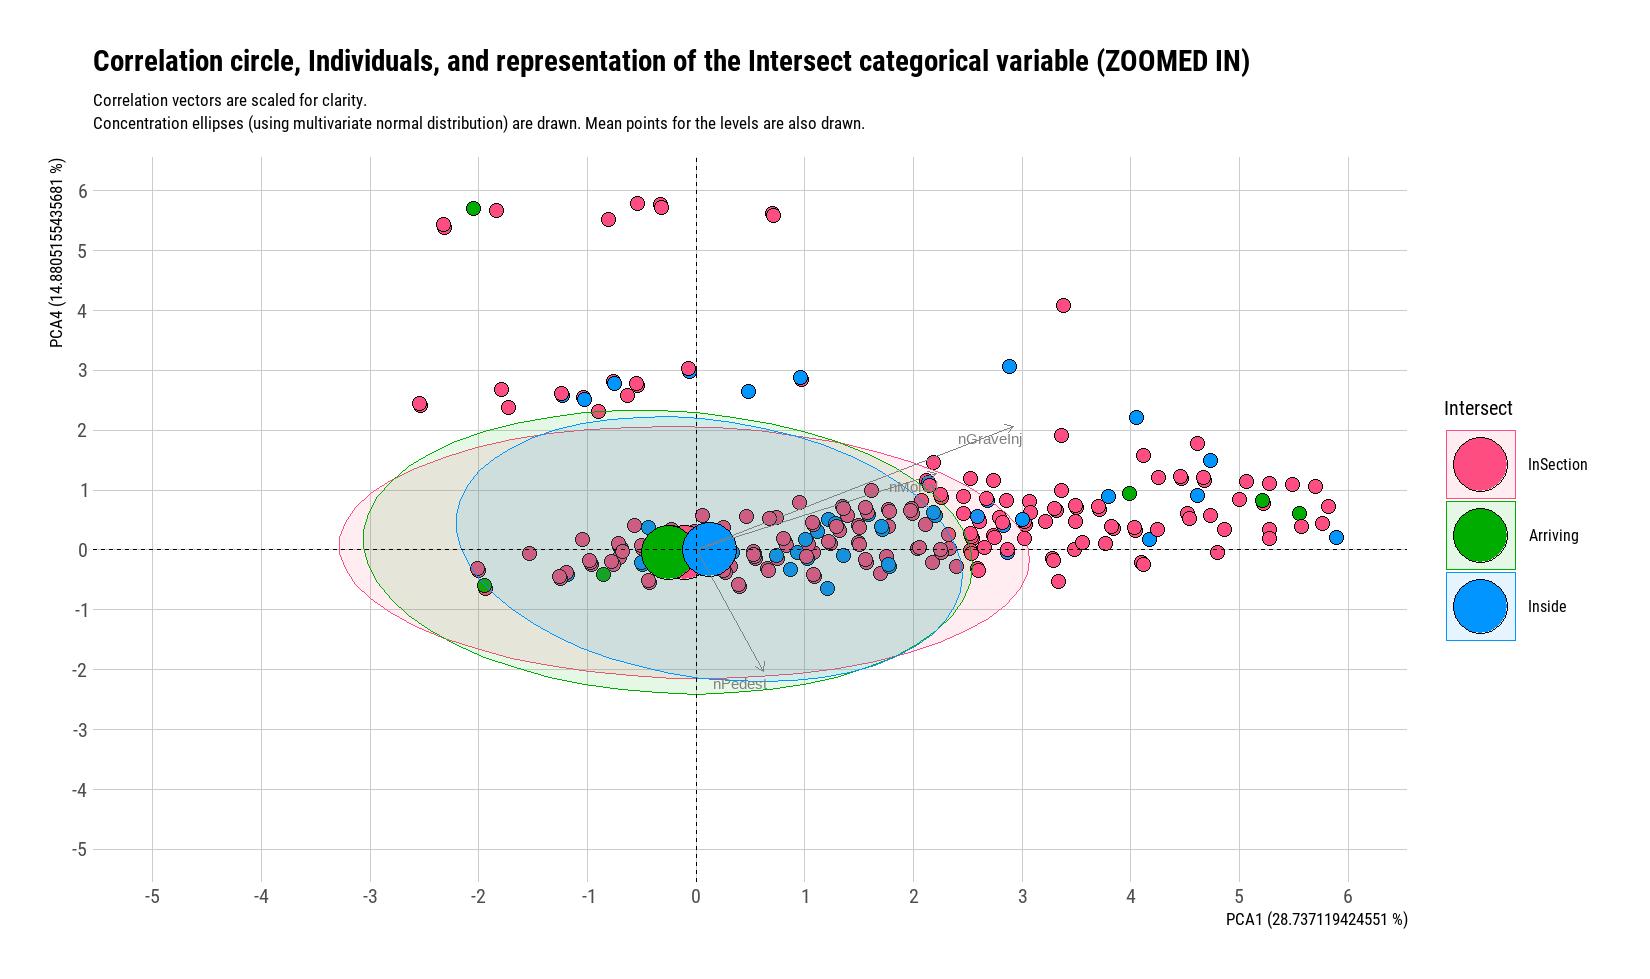 Correlation circle, Individuals, and representation of the Intersect categorical variable (ZOOMED IN)
Correlation vectors are scaled for clarity.
Concentration ellipses (using multivariate normal distribution) are drawn. Mean points for the levels are also drawn.
PCA4 (14.8805155435681 %)
6
5
4
3
2
1
0
-1
-2
-3
-4
-5
nGraveInj
nPedest
-5
-4
-3
-2
-1
0
1
2
3
4
5
6
PCA1 (28.737119424551 %)
Intersect
InSection
Arriving
Inside